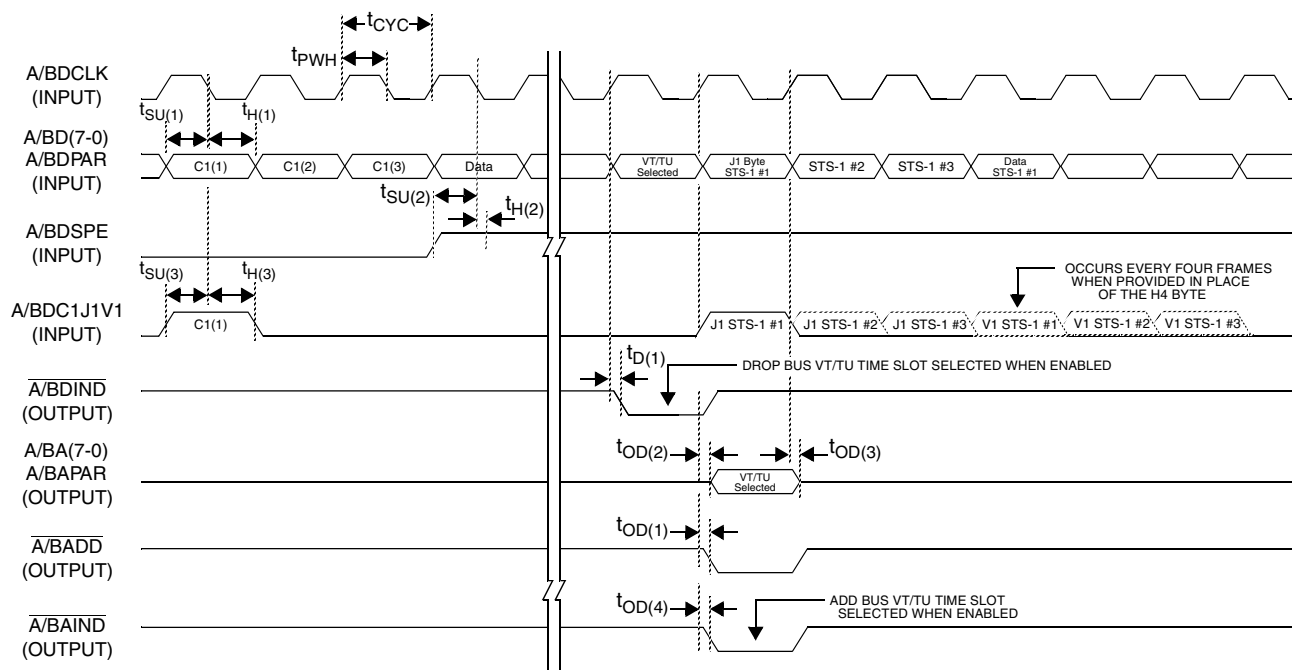 tCYC
tPWH
A/BDCLK
(INPUT)
tSU(1)
tH(1)
A/BD(7-0)
A/BDPAR
(INPUT)
C1(1)
C1(2)
C1(3)
Data
VT/TU
Selected
J1 Byte
STS-1 #1
STS-1 #2
STS-1 #3
Data
STS-1 #1
tSU(2)
tH(2)
A/BDSPE
(INPUT)
tSU(3)
tH(3)
OCCURS EVERY FOUR FRAMES
WHEN PROVIDED IN PLACE
OF THE H4 BYTE
A/BDC1J1V1
(INPUT)
C1(1)
J1 STS-1 #1
J1 STS-1 #2
J1 STS-1 #3
V1 STS-1 #1
V1 STS-1 #2
V1 STS-1 #3
tD(1)
DROP BUS VT/TU TIME SLOT SELECTED WHEN ENABLED
A/BDIND
(OUTPUT)
A/BA(7-0)
A/BAPAR
(OUTPUT)
tOD(2)
tOD(3)
VT/TU
Selected
tOD(1)
A/BADD
(OUTPUT)
tOD(4)
ADD BUS VT/TU TIME SLOT
SELECTED WHEN ENABLED
A/BAIND
(OUTPUT)